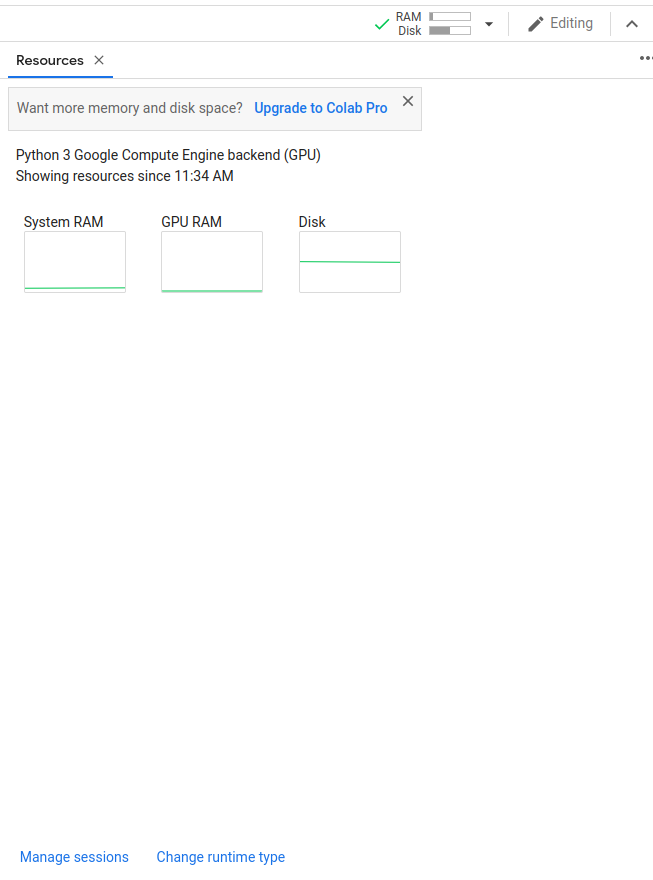 RAM
Disk
Editing
Resources
Want more memory and disk space? Upgrade to Colab Pro
Python 3 Google Compute Engine backend (GPU)
Showing resources since 11:34 AM
System RAM
GPU RAM
Disk
Manage sessions
Change runtime type